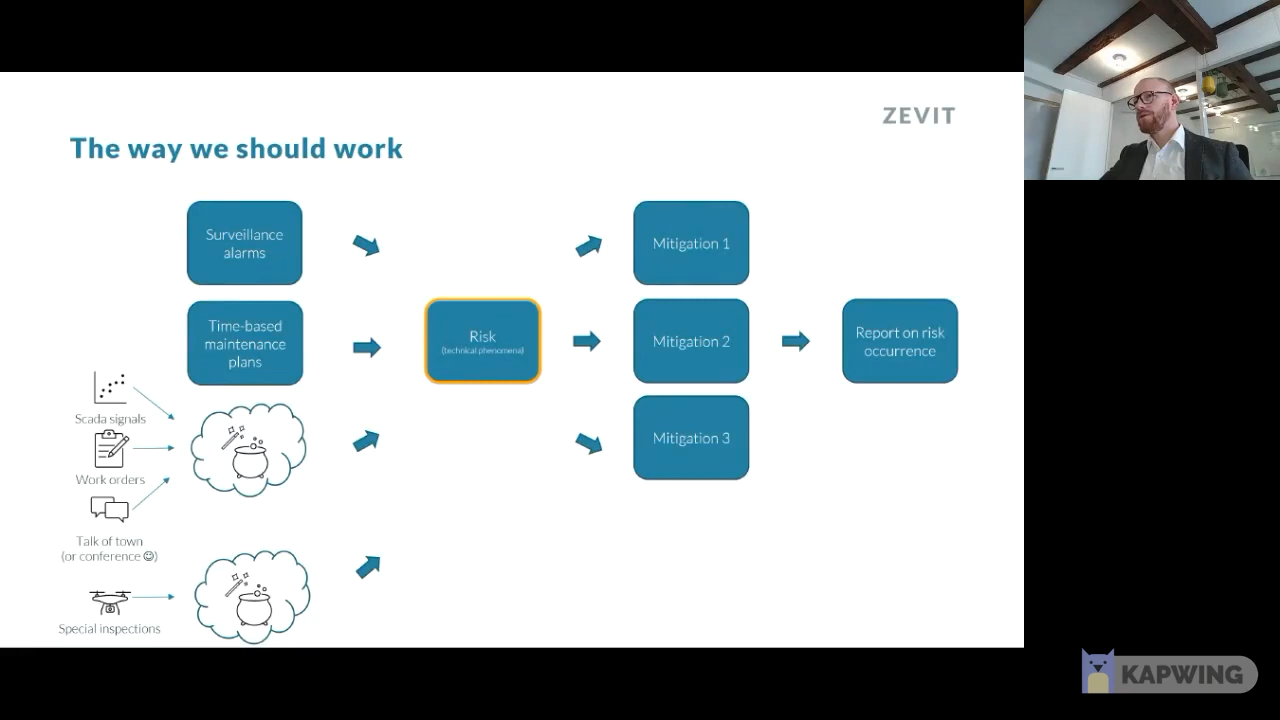 ZEVIT
The way we should work
Surveillance
alarms
Mitigation 1
Time-based
maintenance
plans
Risk
(technical phenomena)
Mitigation 2
Report on risk
occurrence
Scada signals
Mitigation 3
Work orders
Talk of town
(or conference ☺)
Special inspections
KAPWING